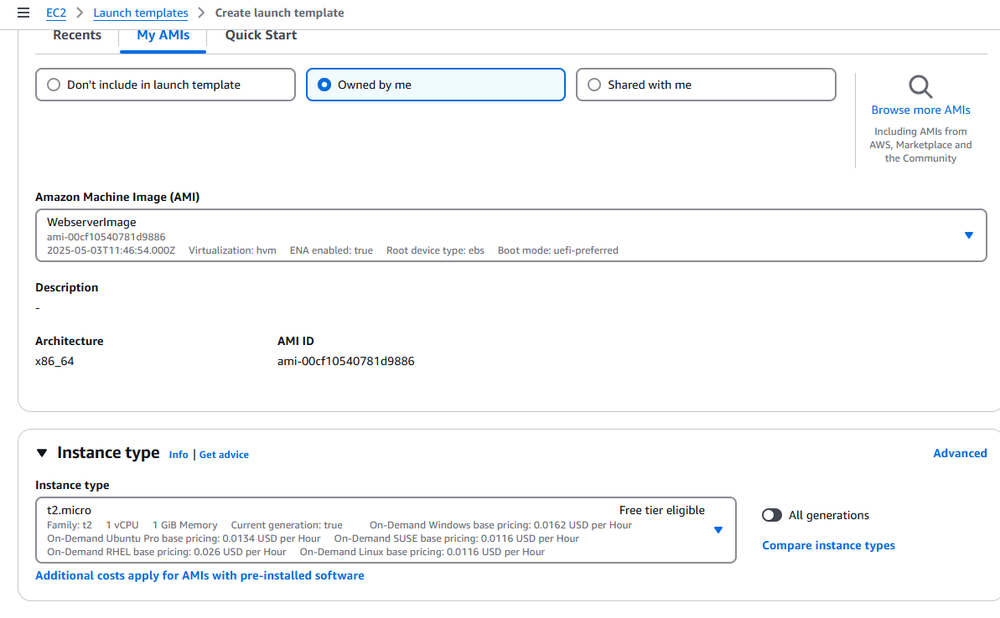 EC2 > Launch templates > Create launch template
Recents My AMIs Quick Start
Don't include in launch template
Owned by me
Shared with me
Browse more AMIs
Including AMIs from
AWS, Marketplace and
the Community
Amazon Machine Image (AMI)
WebserverImage
ami-00cf10540781d9886
2025-05-03T11:46:54.000Z Virtualization: hvm ENA enabled: true Root device type: ebs Boot mode: uefi-preferred
Description
-
Architecture AMI ID
x86_64 ami-00cf10540781d9886
Instance type Info | Get advice Advanced
Instance type
t2.micro Free tier eligible
Family: t2 1 vCPU 1 GiB Memory Current generation: true On-Demand Windows base pricing: 0.0162 USD per Hour
On-Demand Ubuntu Pro base pricing: 0.0134 USD per Hour On-Demand SUSE base pricing: 0.0116 USD per Hour
On-Demand RHEL base pricing: 0.026 USD per Hour On-Demand Linux base pricing: 0.0116 USD per Hour
All generations
Compare instance types
Additional costs apply for AMIs with pre-installed software